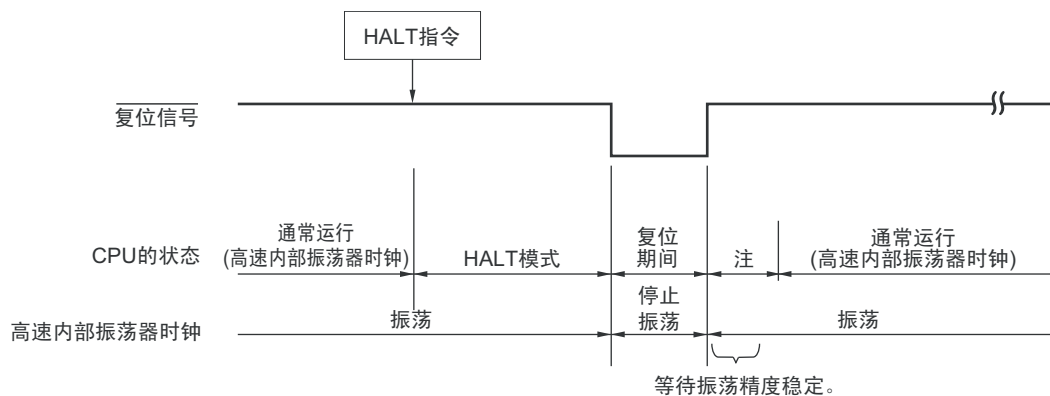 HALT指令
复位信号
CPU的状态
通常运行
(高速内部振荡器时钟)
HALT模式
复位
期间
注
通常运行
(高速内部振荡器时钟)
高速内部振荡器时钟
振荡
停止
振荡
振荡
等待振荡精度稳定。